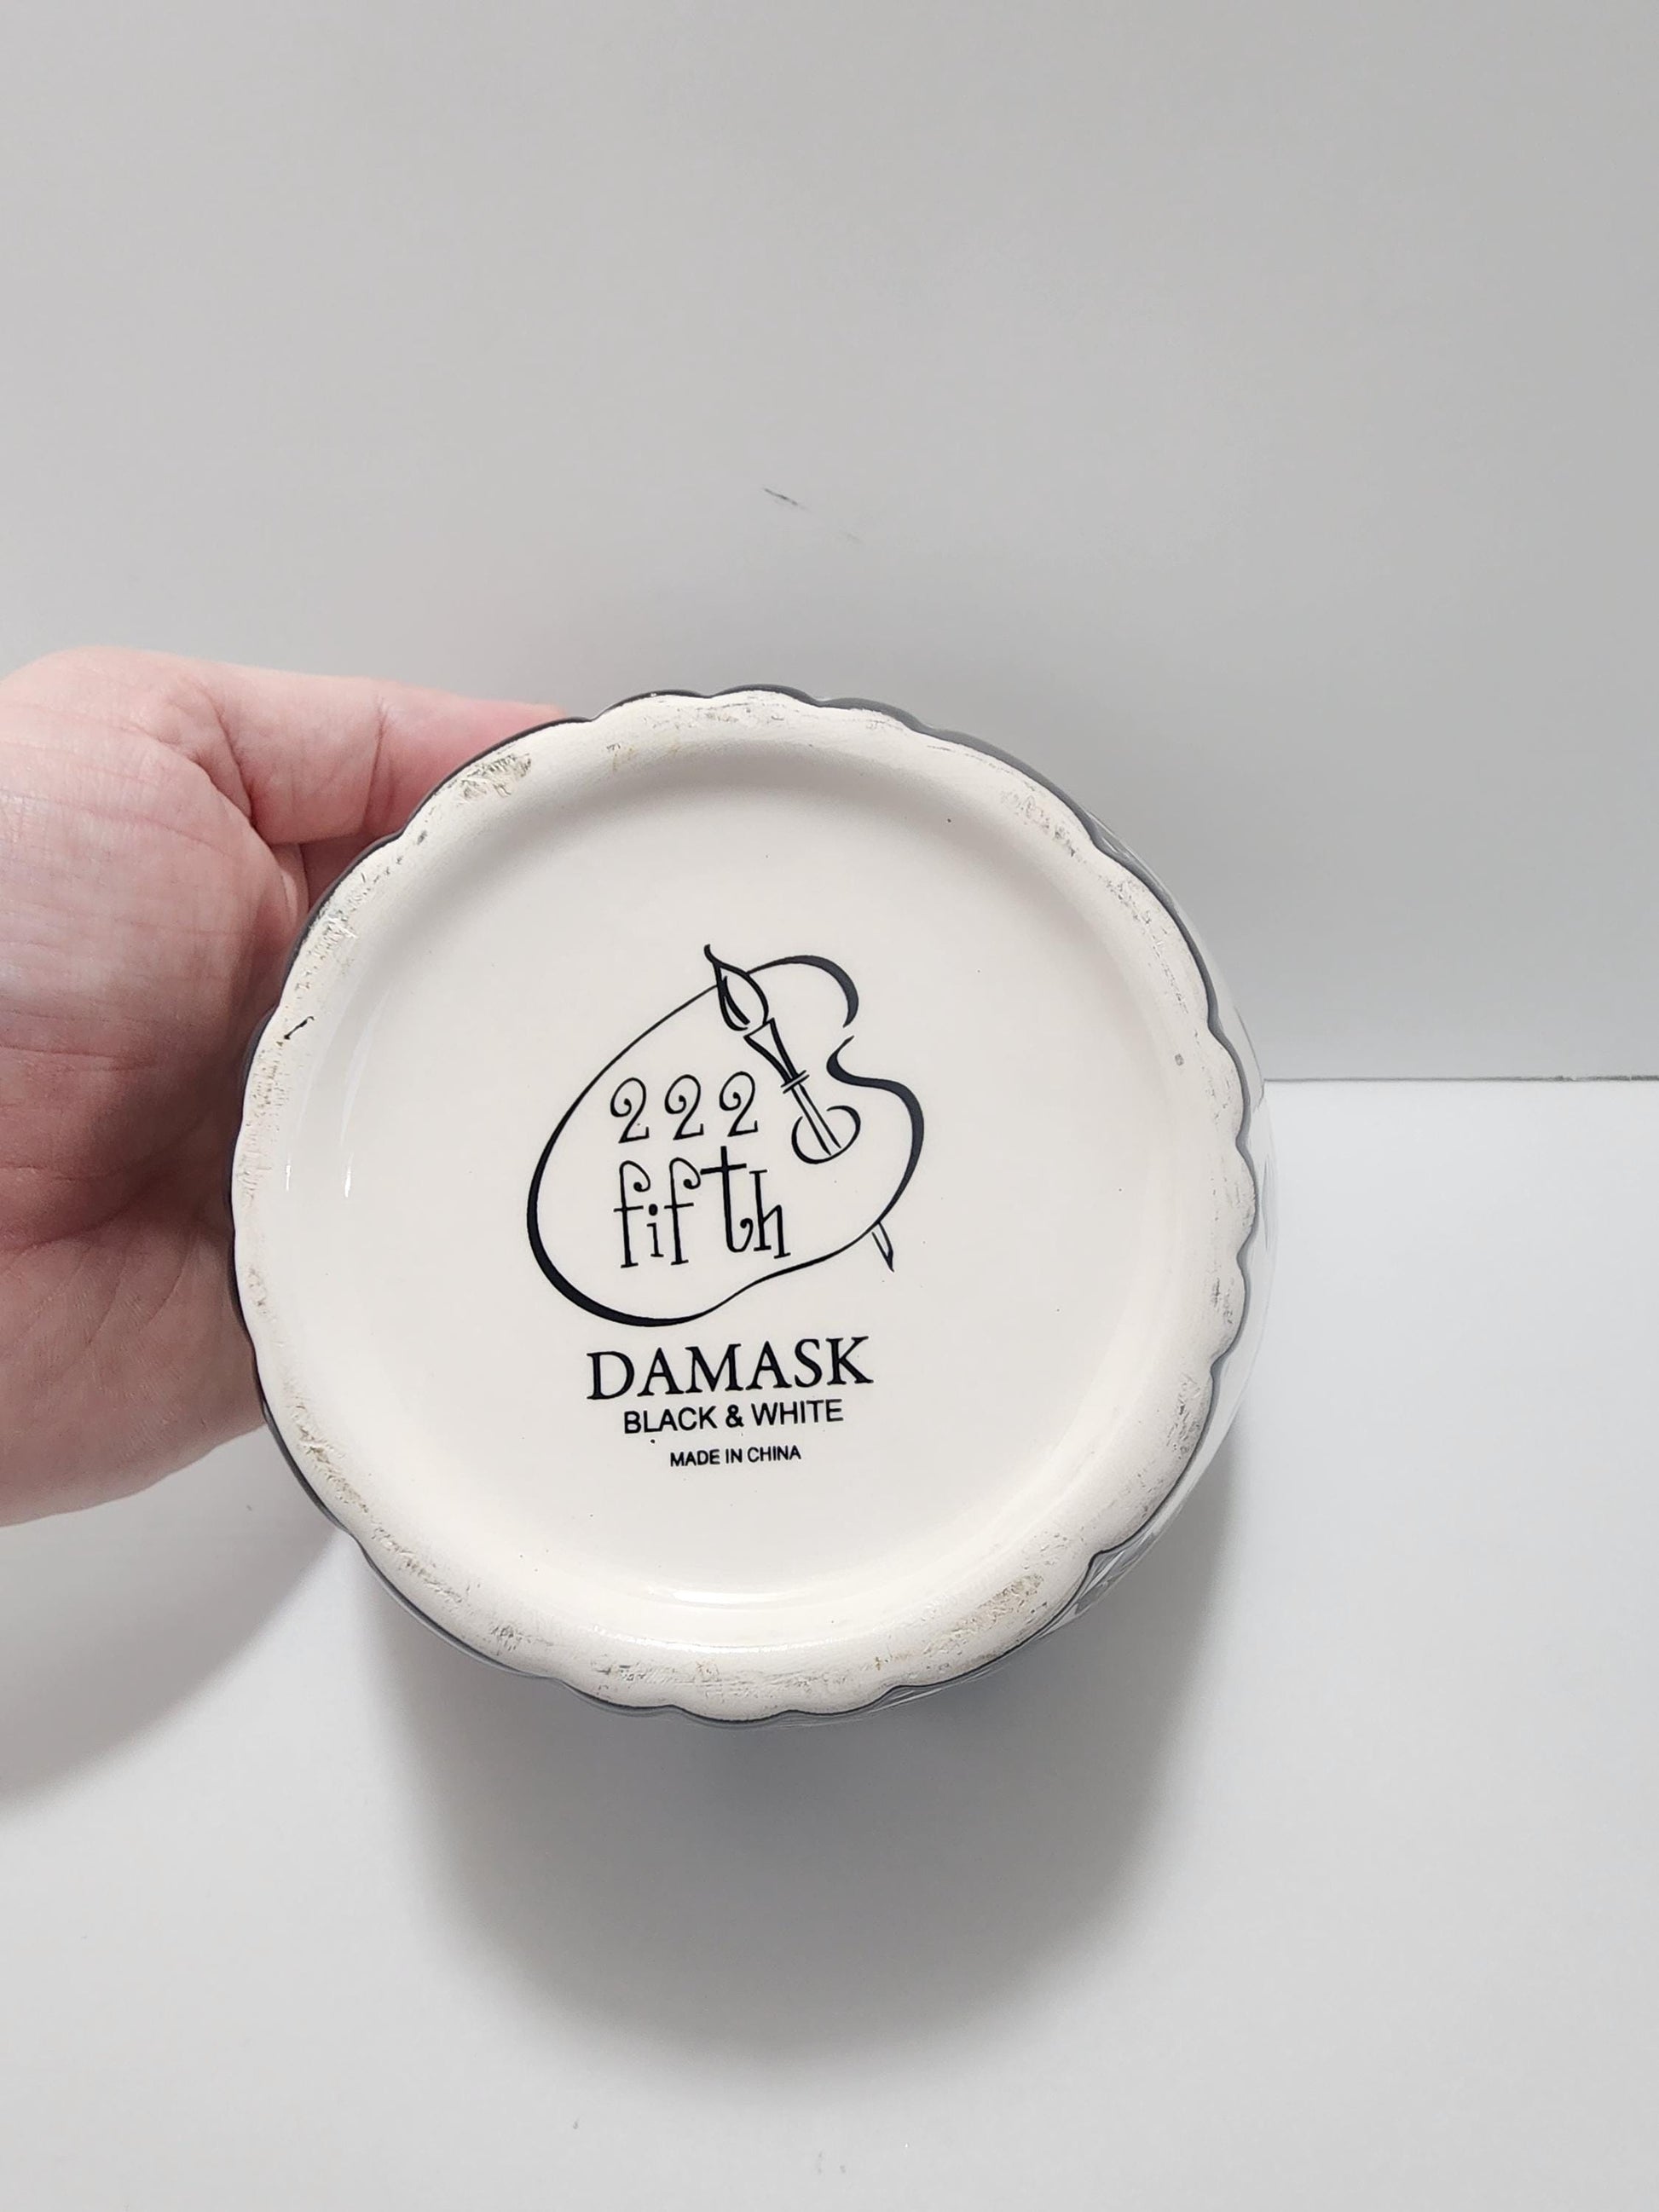 222
fifth
DAMASK
BLACK & WHITE
MADE IN CHINA